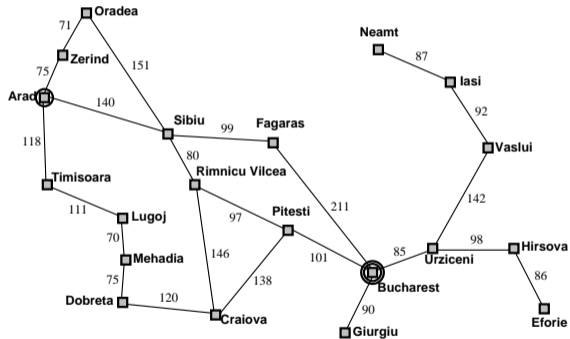 Oradea
71
Neamt
Zerind
87
151
75
Iasi
Arad
140
92
Sibiu
99
Fagaras
118
Vaslui
80
Rimnicu Vilcea
Timisoara
111
Lugoj
97
Pitesti
211
142
70
98
Hirsova
Mehadia
146
101
85
Urziceni
75
138
86
Bucharest
120
90
Dobreta
Craiova
Eforie
Giurgiu